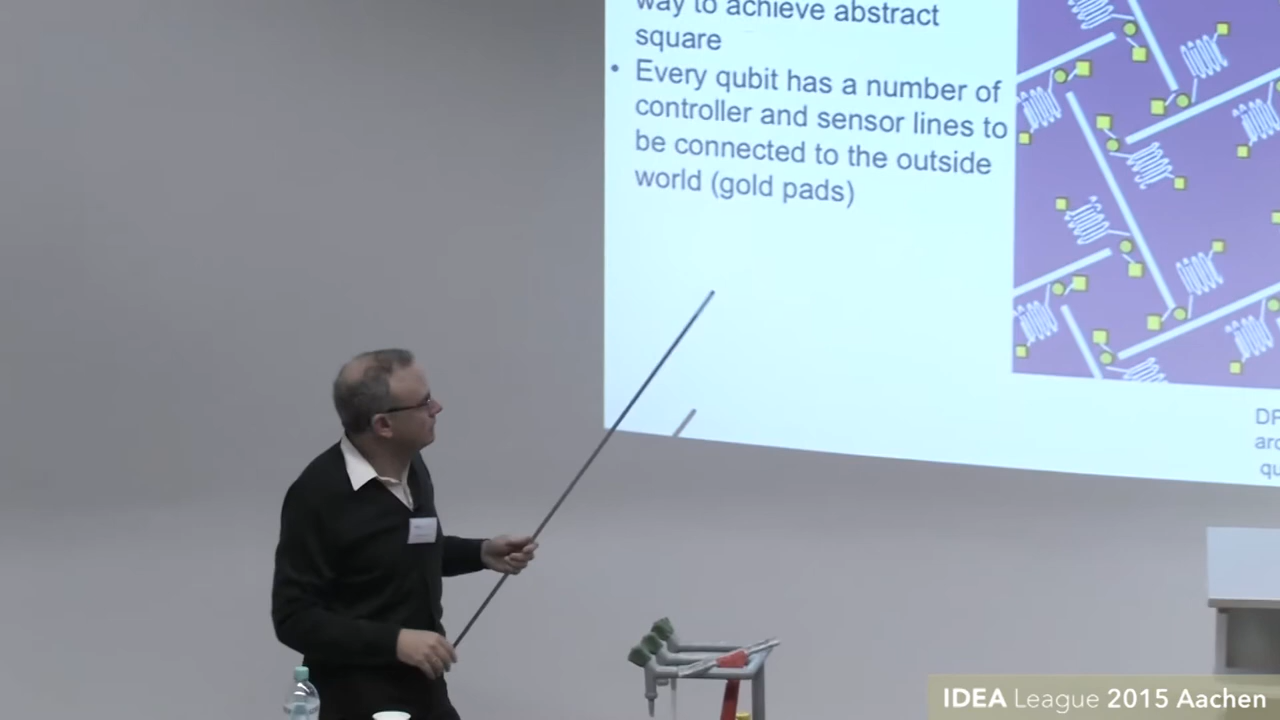 way to achieve abstract
square
• Every qubit has a number of
controller and sensor lines to
be connected to the outside
world (gold pads)
IDEA League 2015 Aachen